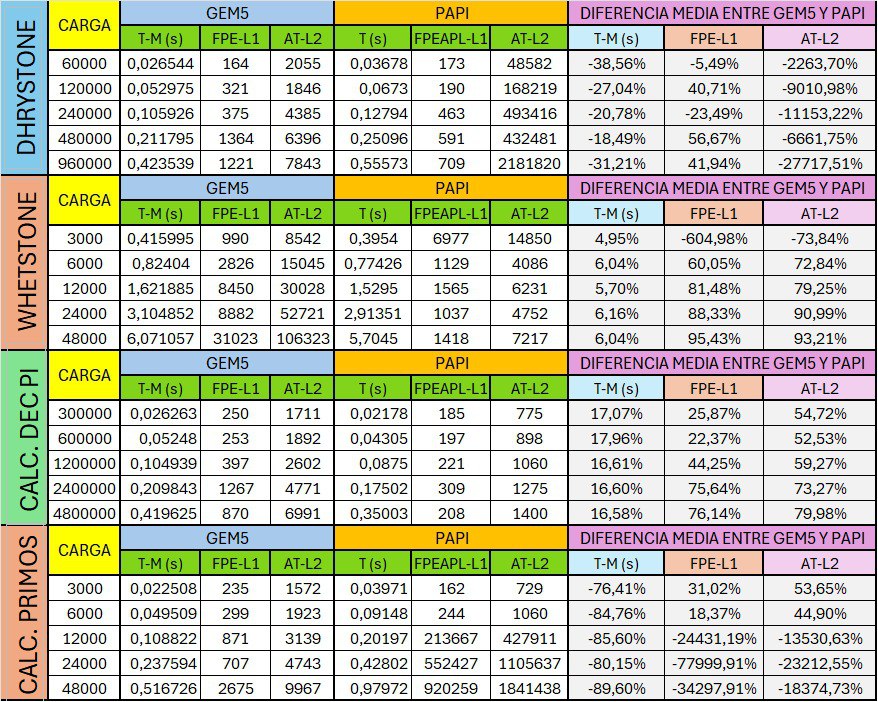 DHRYSTONE
CARGA GEM5 PAPI DIFERENCIA MEDIA ENTRE GEM5 Y PAPI
T-M (s) FPE-L1 AT-L2 T (s) FPEAPL-L1 AT-L2 T-M (s) FPE-L1 AT-L2
60000 0,026544 164 2055 0,03678 173 48582 -38,56% -5,49% -2263,70%
120000 0,052975 321 1846 0,0673 190 168219 -27,04% 40,71% -9010,98%
240000 0,105926 375 4385 0,12794 463 493416 -20,78% -23,49% -11153,22%
480000 0,211795 1364 6396 0,25096 591 432481 -18,49% 56,67% -6661,75%
960000 0,423539 1221 7843 0,55573 709 2181820 -31,21% 41,94% -27717,51%
WHETSTONE
CARGA GEM5 PAPI DIFERENCIA MEDIA ENTRE GEM5 Y PAPI
T-M (s) FPE-L1 AT-L2 T (s) FPEAPL-L1 AT-L2 T-M (s) FPE-L1 AT-L2
3000 0,415995 990 8542 0,3954 6977 14850 4,95% -604,98% -73,84%
6000 0,82404 2826 15045 0,77426 1129 4086 6,04% 60,05% 72,84%
12000 1,621885 8450 30028 1,5295 1565 6231 5,70% 81,48% 79,25%
24000 3,104852 8882 52721 2,91351 1037 4752 6,16% 88,33% 90,99%
48000 6,071057 31023 106323 5,7045 1418 7217 6,04% 95,43% 93,21%
CALC. DEC PI
CARGA GEM5 PAPI DIFERENCIA MEDIA ENTRE GEM5 Y PAPI
T-M (s) FPE-L1 AT-L2 T (s) FPEAPL-L1 AT-L2 T-M (s) FPE-L1 AT-L2
300000 0,026263 250 1711 0,02178 185 775 17,07% 25,87% 54,72%
600000 0,05248 253 1892 0,04305 197 898 17,96% 22,37% 52,53%
1200000 0,104939 397 2602 0,0875 221 1060 16,61% 44,25% 59,27%
2400000 0,209843 1267 4771 0,17502 309 1275 16,60% 75,64% 73,27%
4800000 0,419625 870 6991 0,35003 208 1400 16,58% 76,14% 79,98%
CALC. PRIMOS
CARGA GEM5 PAPI DIFERENCIA MEDIA ENTRE GEM5 Y PAPI
T-M (s) FPE-L1 AT-L2 T (s) FPEAPL-L1 AT-L2 T-M (s) FPE-L1 AT-L2
3000 0,022508 235 1572 0,03971 162 729 -76,41% 31,02% 53,65%
6000 0,049509 299 1923 0,09148 244 1060 -84,76% 18,37% 44,90%
12000 0,108822 871 3139 0,20197 213667 427911 -85,60% -24431,19% -13530,63%
24000 0,237594 707 4743 0,42802 552427 1105637 -80,15% -77999,91% -23212,55%
48000 0,516726 2675 9967 0,97972 920259 1841438 -89,60% -34297,91% -18374,73%